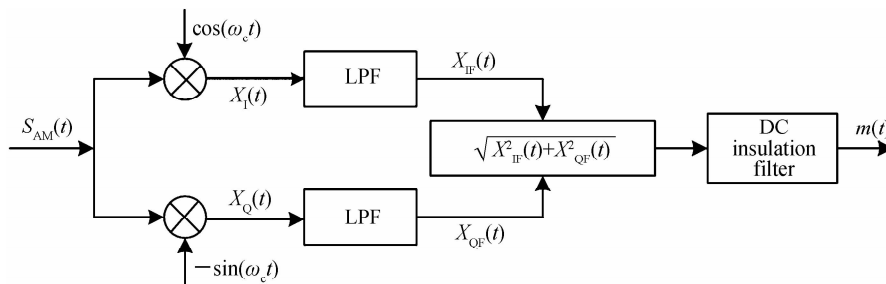 cos(ω_c t)
X_I(t)
LPF
X_IF(t)
S_AM(t)
√X²_IF(t)+X²_QF(t)
DC
insulation
filter
m(t)
X_Q(t)
LPF
X_QF(t)
−sin(ω_c t)